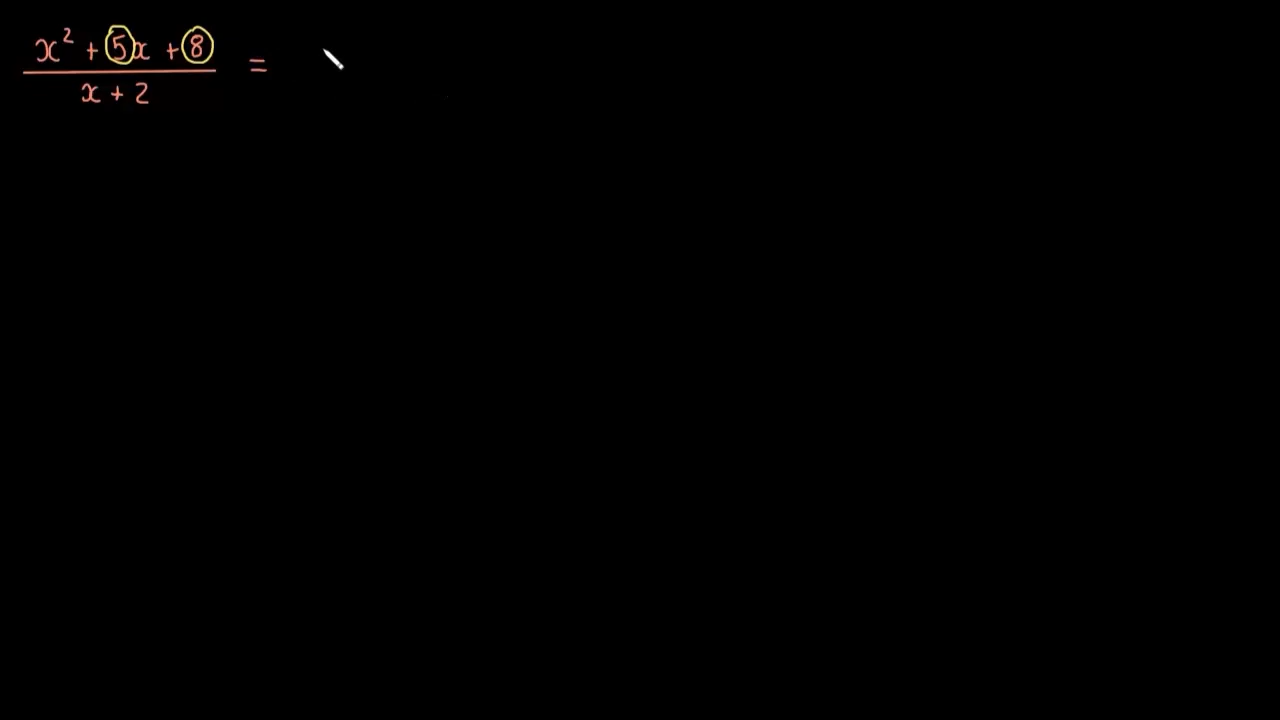 x² + 5x + 8
=
x + 2